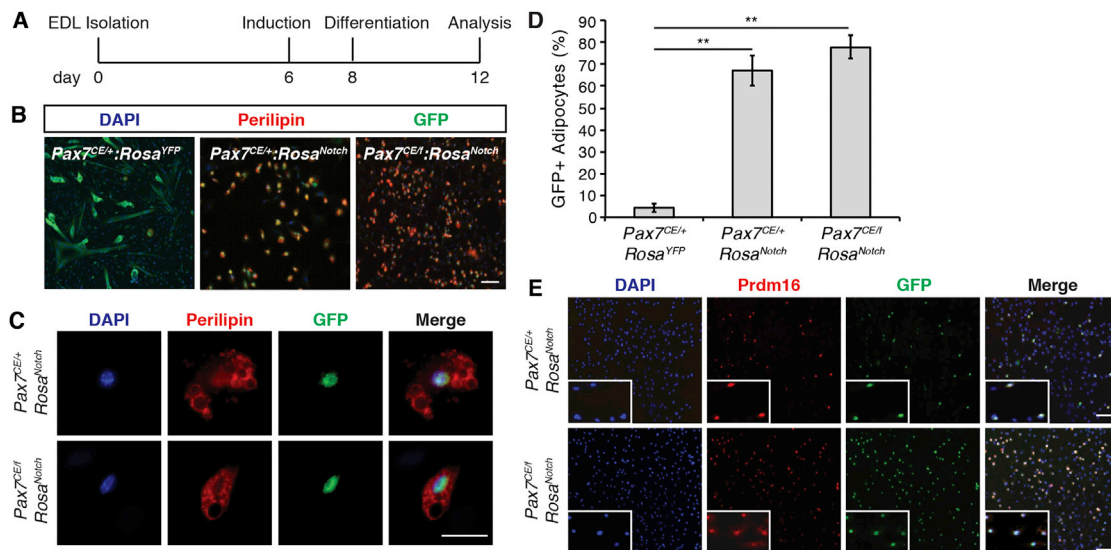 A
EDL Isolation Induction Differentiation Analysis
day 0 6 8 12
B
DAPI Perilipin GFP
Pax7CE/+:RosaYFP Pax7CE/+:RosaNotch Pax7CE/f:RosaNotch
C
DAPI Perilipin GFP Merge
Pax7CE/+
RosaNotch
Pax7CE/f
RosaNotch
D
GFP+ Adipocytes (%)
90
80
70
60
50
40
30
20
10
0
**
**
Pax7CE/+ Pax7CE/+ Pax7CE/f
RosaYFP RosaNotch RosaNotch
E
DAPI Prdm16 GFP Merge
Pax7CE/+
RosaNotch
Pax7CE/f
RosaNotch